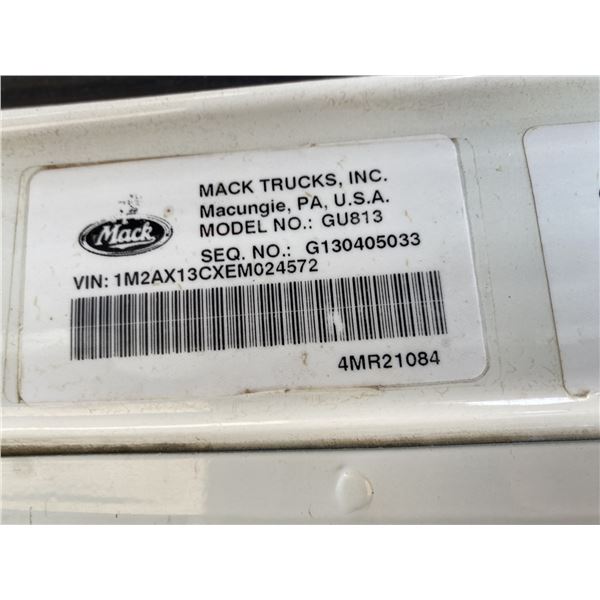 MACK TRUCKS, INC.
Macungie, PA, U.S.A.
MODEL NO.: GU813
Mack
SEQ. NO.: G130405033
VIN: 1M2AX13CXEM024572
4MR21084